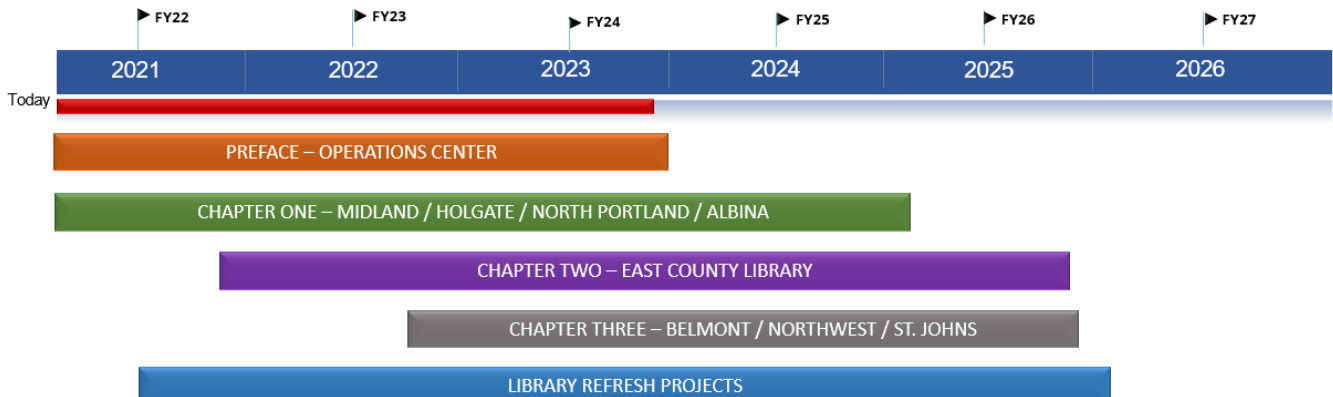 FY22 FY23 FY24 FY25 FY26 FY27
2021 2022 2023 2024 2025 2026
Today
PREFACE – OPERATIONS CENTER
CHAPTER ONE – MIDLAND / HOLGATE / NORTH PORTLAND / ALBINA
CHAPTER TWO – EAST COUNTY LIBRARY
CHAPTER THREE – BELMONT / NORTHWEST / ST. JOHNS
LIBRARY REFRESH PROJECTS